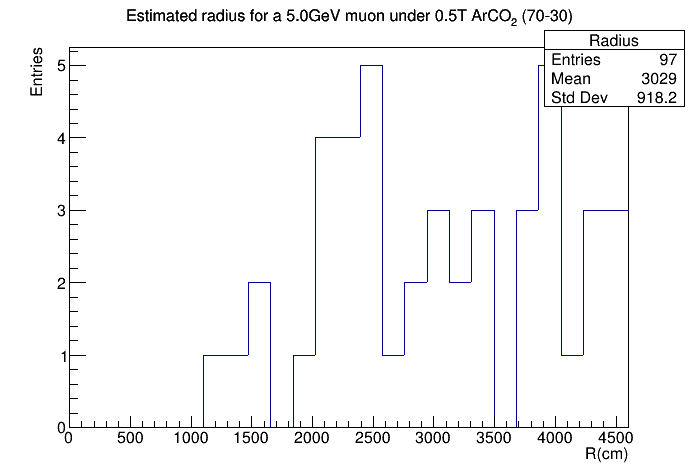 Estimated radius for a 5.0GeV muon under 0.5T ArCO2 (70-30)
Radius
Entries 97
Mean 3029
Std Dev 918.2
Entries
5
4
3
2
1
0
0 500 1000 1500 2000 2500 3000 3500 4000 4500
R(cm)